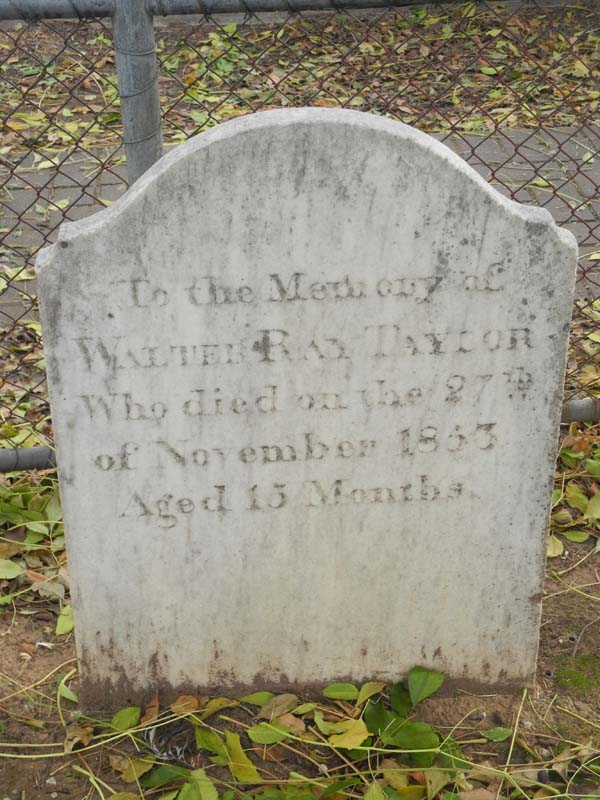 To the Memory of
WALTER RAY TAYLOR
Who died on the 27th
of November 1853
Aged 15 Months.